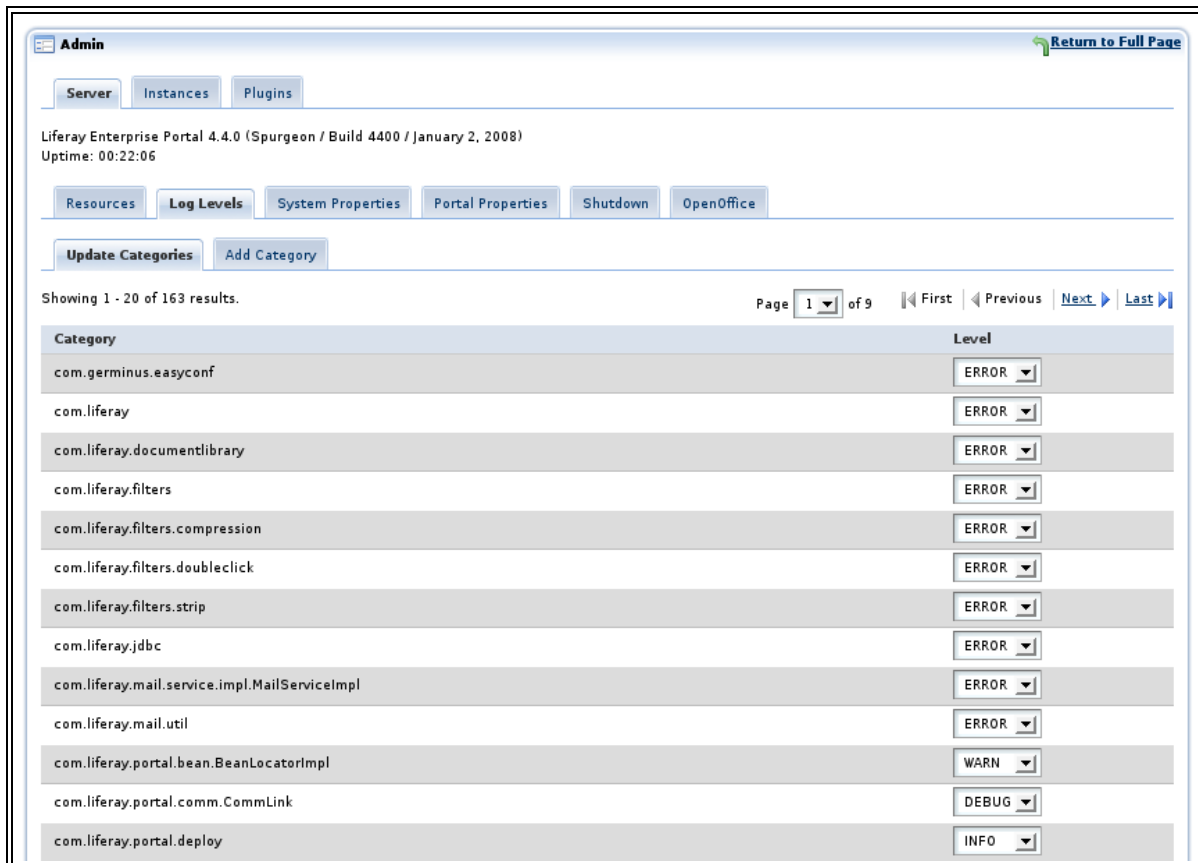 Admin Return to Full Page
Server Instances Plugins
Liferay Enterprise Portal 4.4.0 (Spurgeon / Build 4400 / January 2, 2008)
Uptime: 00:22:06
Resources Log Levels System Properties Portal Properties Shutdown OpenOffice
Update Categories Add Category
Showing 1 - 20 of 163 results. Page 1 of 9 First Previous Next Last
Category Level
com.germinus.easyconf ERROR
com.liferay ERROR
com.liferay.documentlibrary ERROR
com.liferay.filters ERROR
com.liferay.filters.compression ERROR
com.liferay.filters.doubleclick ERROR
com.liferay.filters.strip ERROR
com.liferay.jdbc ERROR
com.liferay.mail.service.impl.MailServiceImpl ERROR
com.liferay.mail.util ERROR
com.liferay.portal.bean.BeanLocatorImpl WARN
com.liferay.portal.comm.CommLink DEBUG
com.liferay.portal.deploy INFO